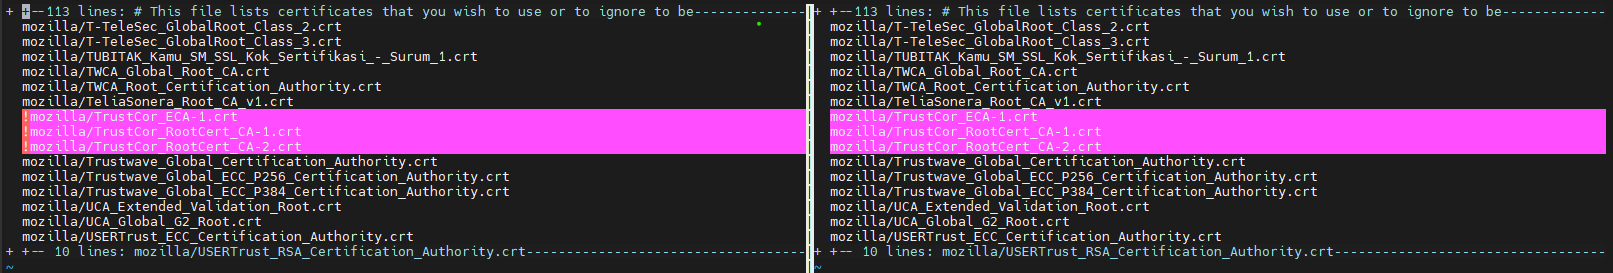 + +--113 lines: # This file lists certificates that you wish to use or to ignore to be--------------
mozilla/T-TeleSec_GlobalRoot_Class_2.crt
mozilla/T-TeleSec_GlobalRoot_Class_3.crt
mozilla/TUBITAK_Kamu_SM_SSL_Kok_Sertifikasi_-_Surum_1.crt
mozilla/TWCA_Global_Root_CA.crt
mozilla/TWCA_Root_Certification_Authority.crt
mozilla/TeliaSonera_Root_CA_v1.crt
!mozilla/TrustCor_ECA-1.crt
!mozilla/TrustCor_RootCert_CA-1.crt
!mozilla/TrustCor_RootCert_CA-2.crt
mozilla/Trustwave_Global_Certification_Authority.crt
mozilla/Trustwave_Global_ECC_P256_Certification_Authority.crt
mozilla/Trustwave_Global_ECC_P384_Certification_Authority.crt
mozilla/UCA_Extended_Validation_Root.crt
mozilla/UCA_Global_G2_Root.crt
mozilla/USERTrust_ECC_Certification_Authority.crt
+ +-- 10 lines: mozilla/USERTrust_RSA_Certification_Authority.crt-----------------------------------
~
+ +--113 lines: # This file lists certificates that you wish to use or to ignore to be-------------
mozilla/T-TeleSec_GlobalRoot_Class_2.crt
mozilla/T-TeleSec_GlobalRoot_Class_3.crt
mozilla/TUBITAK_Kamu_SM_SSL_Kok_Sertifikasi_-_Surum_1.crt
mozilla/TWCA_Global_Root_CA.crt
mozilla/TWCA_Root_Certification_Authority.crt
mozilla/TeliaSonera_Root_CA_v1.crt
mozilla/TrustCor_ECA-1.crt
mozilla/TrustCor_RootCert_CA-1.crt
mozilla/TrustCor_RootCert_CA-2.crt
mozilla/Trustwave_Global_Certification_Authority.crt
mozilla/Trustwave_Global_ECC_P256_Certification_Authority.crt
mozilla/Trustwave_Global_ECC_P384_Certification_Authority.crt
mozilla/UCA_Extended_Validation_Root.crt
mozilla/UCA_Global_G2_Root.crt
mozilla/USERTrust_ECC_Certification_Authority.crt
+ +-- 10 lines: mozilla/USERTrust_RSA_Certification_Authority.crt----------------------------------
~